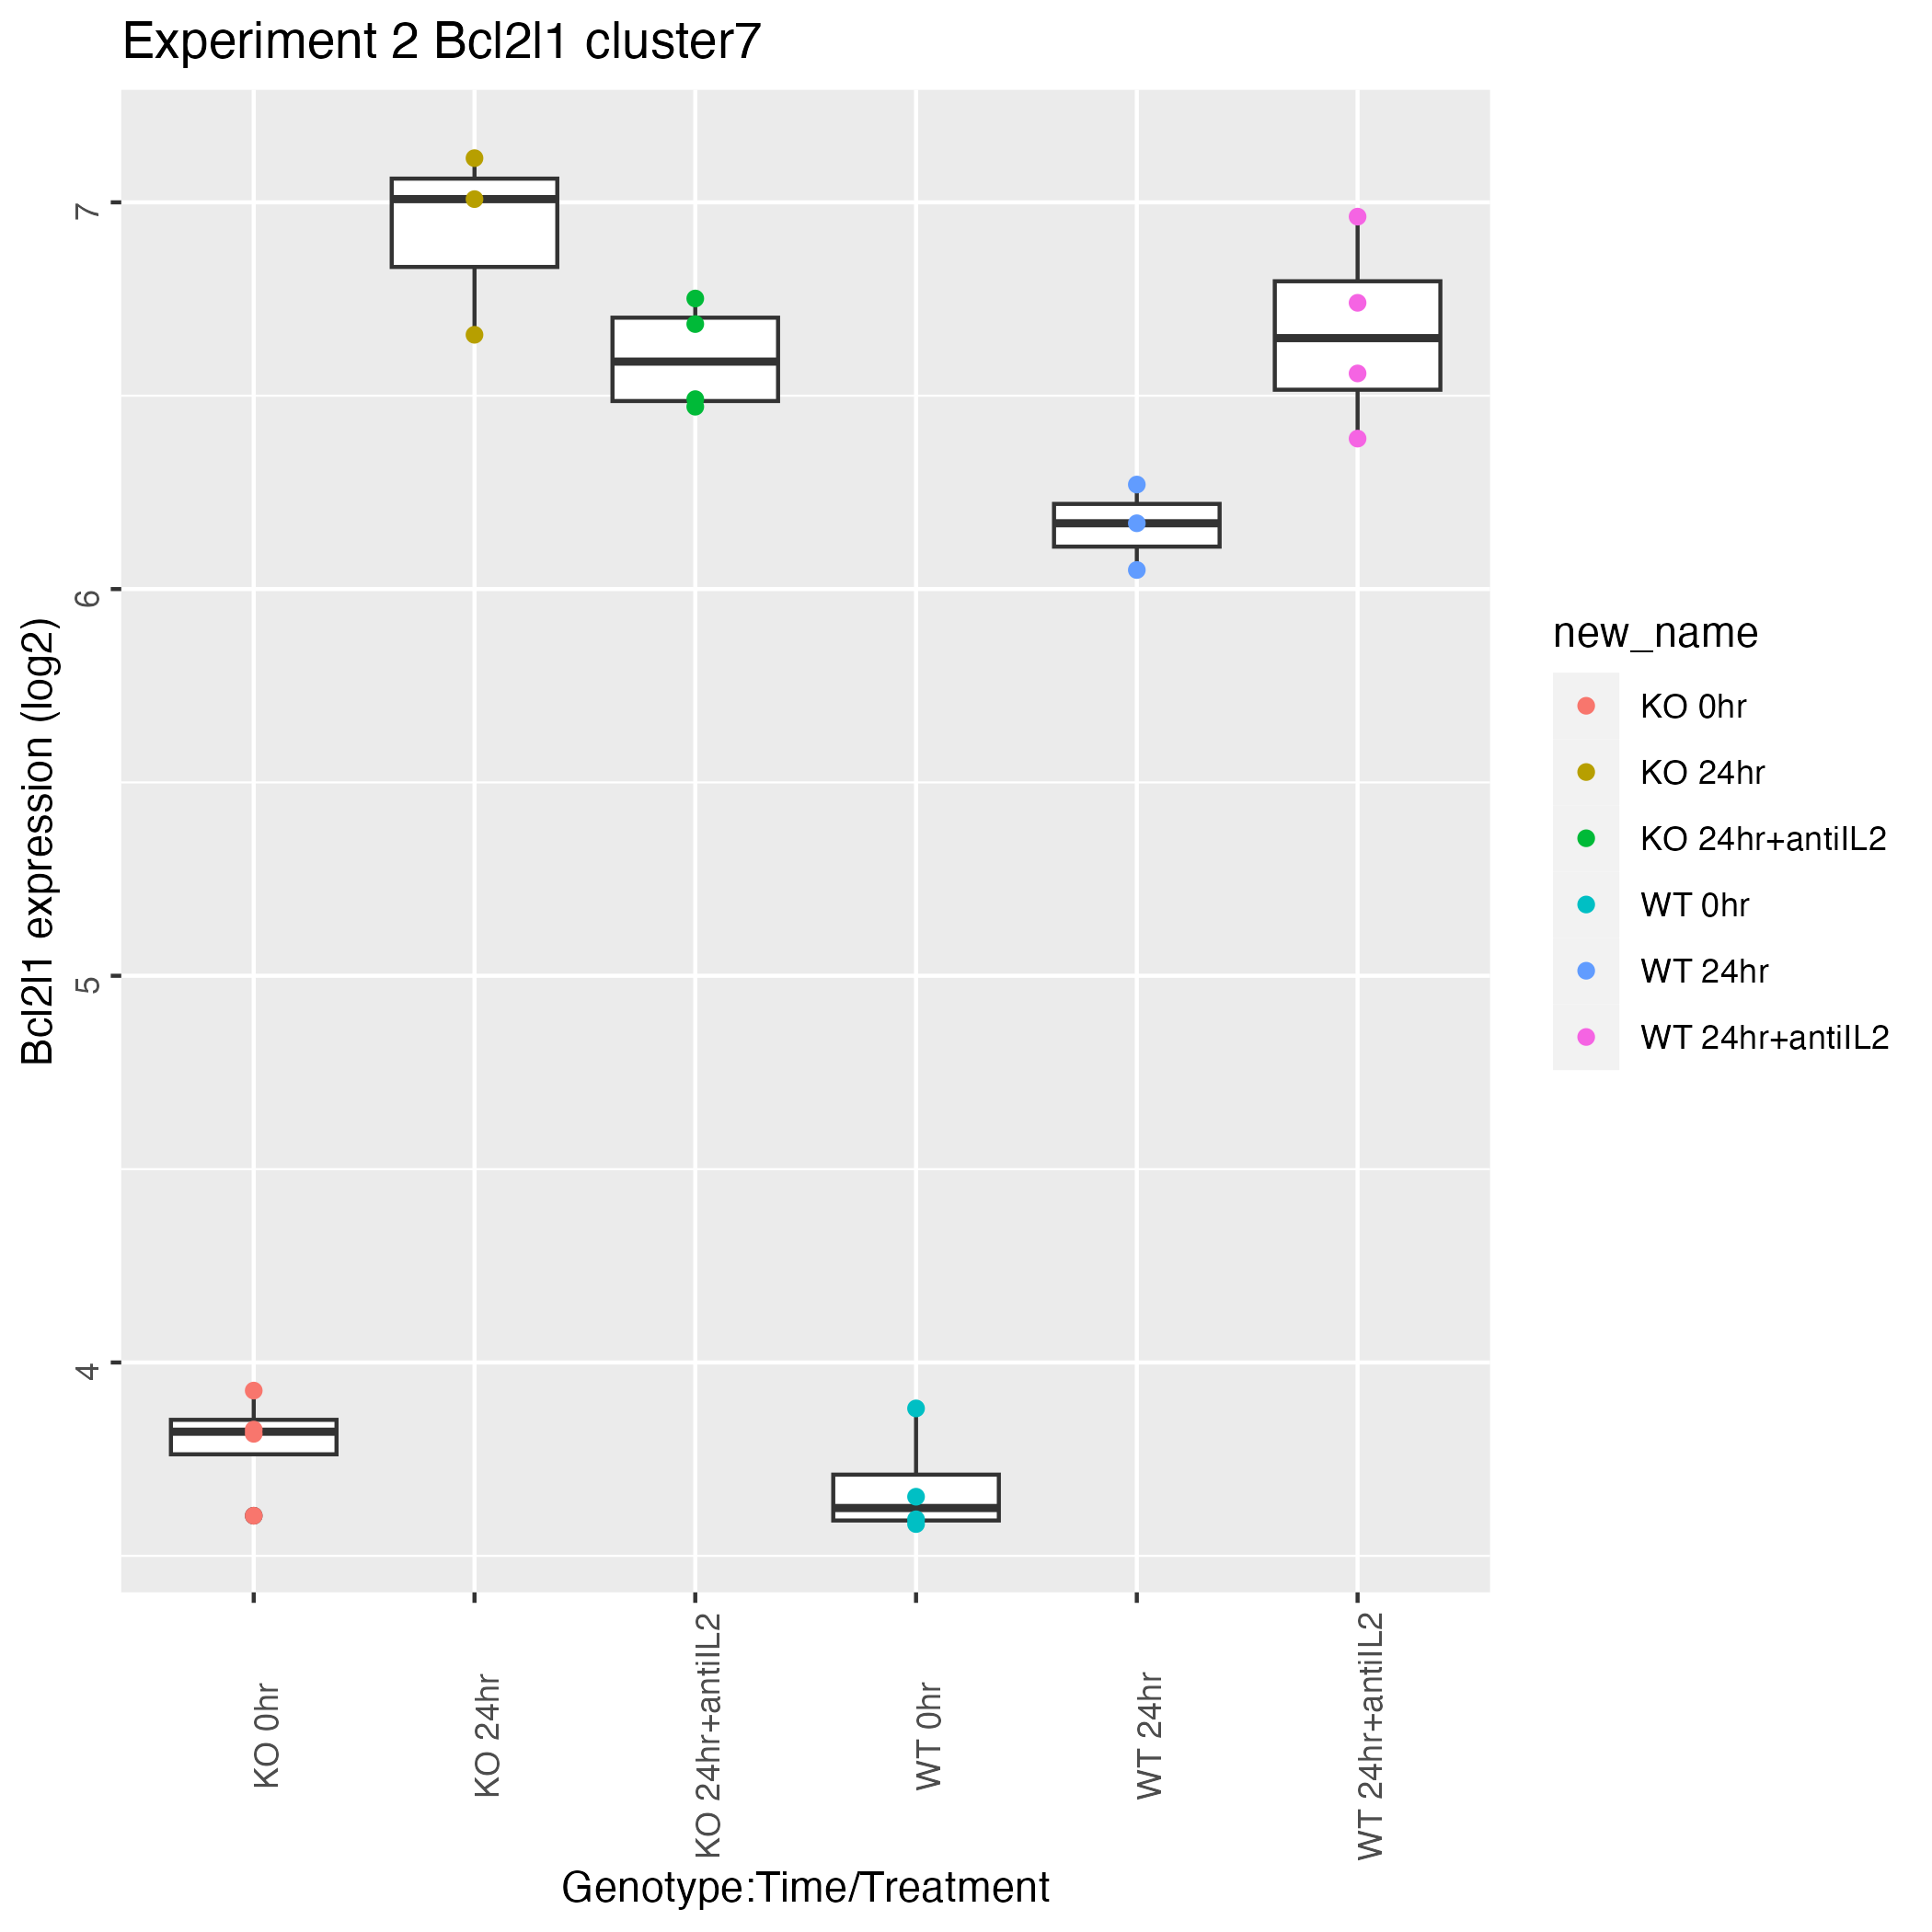 Experiment 2 Bcl2l1 cluster7
Bcl2l1 expression (log2)
7
6
5
4
KO 0hr
KO 24hr
KO 24hr+antiIL2
WT 0hr
WT 24hr
WT 24hr+antiIL2
Genotype:Time/Treatment
new_name
KO 0hr
KO 24hr
KO 24hr+antiIL2
WT 0hr
WT 24hr
WT 24hr+antiIL2